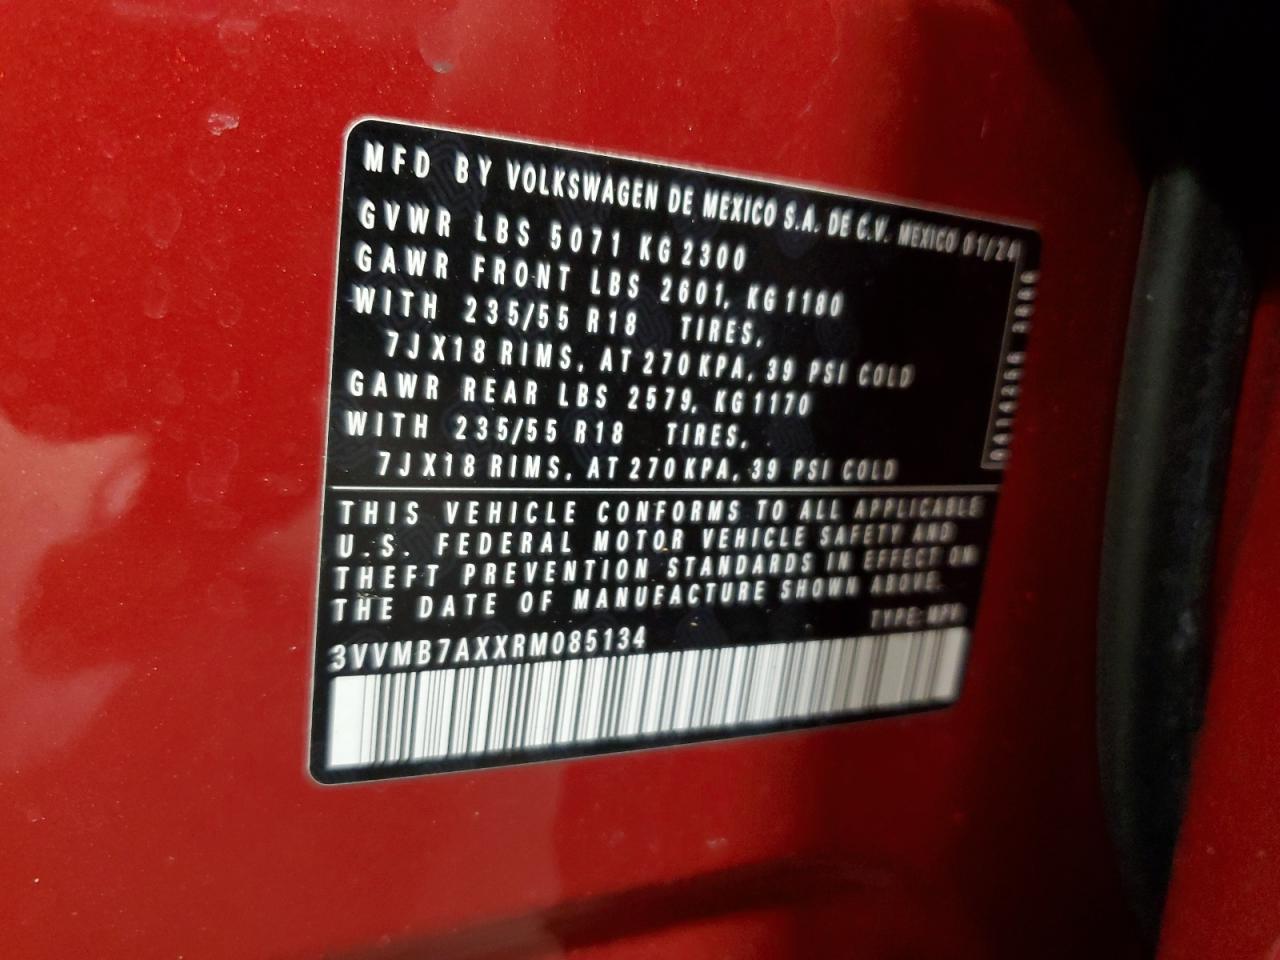 MFD BY VOLKSWAGEN DE MEXICO S.A. DE C.V. MEXICO 01/24
GVWR LBS 5071 KG 2300
GAWR FRONT LBS 2601, KG 1180
WITH 235/55 R18 TIRES,
7J X18 RIMS, AT 270 KPA, 39 PSI COLD
GAWR REAR LBS 2579, KG 1170
WITH 235/55 R18 TIRES,
7J X18 RIMS, AT 270 KPA, 39 PSI COLD
THIS VEHICLE CONFORMS TO ALL APPLICABLE
U.S. FEDERAL MOTOR VEHICLE SAFETY AND
THEFT PREVENTION STANDARDS IN EFFECT ON
THE DATE OF MANUFACTURE SHOWN ABOVE.
TYPE: MPV
3VVMB7AXXRM085134